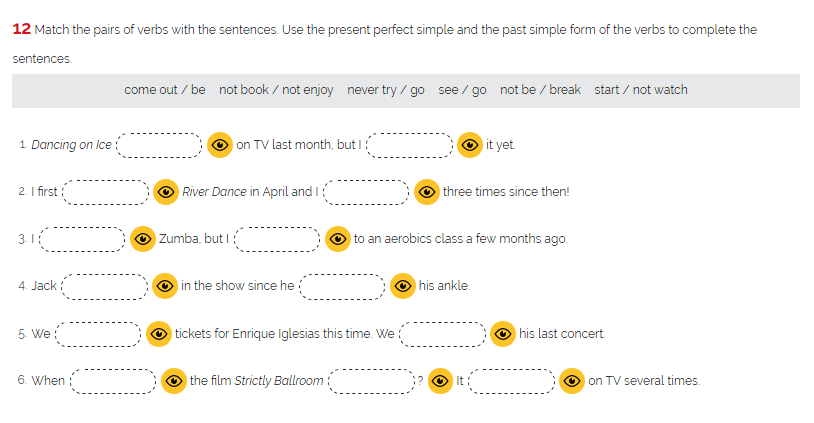 12 Match the pairs of verbs with the sentences. Use the present perfect simple and the past simple form of the verbs to complete the
sentences.
come out / be not book / not enjoy never try / go see / go not be / break start / not watch
1. Dancing on Ice on TV last month, but I it yet.
2. I first River Dance in April and I three times since then!
3. I Zumba, but I to an aerobics class a few months ago.
4. Jack in the show since he his ankle.
5. We tickets for Enrique Iglesias this time. We his last concert.
6. When the film Strictly Ballroom ? It on TV several times.